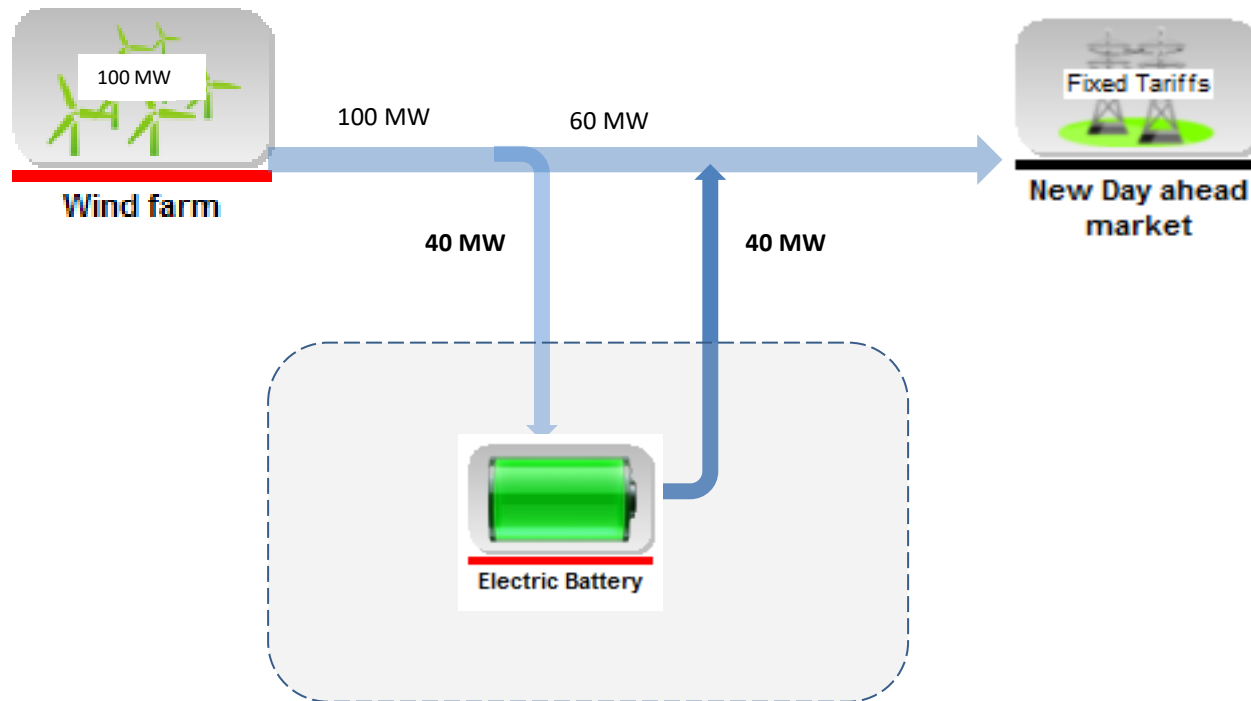 100 MW
Fixed Tariffs
100 MW
60 MW
Wind farm
New Day ahead
market
40 MW
40 MW
Electric Battery